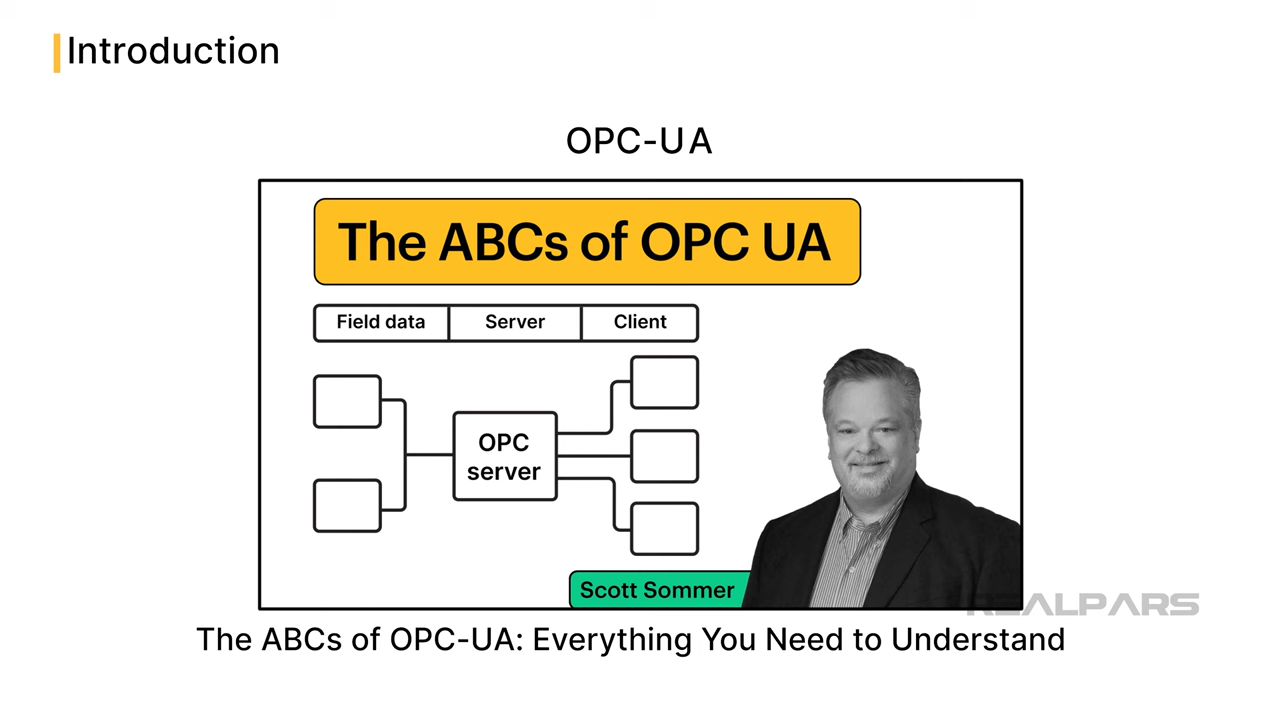 Introduction
OPC-UA
The ABCs of OPC UA
Field data
Server
Client
OPC
server
Scott Sommer
REALPARS
The ABCs of OPC-UA: Everything You Need to Understand